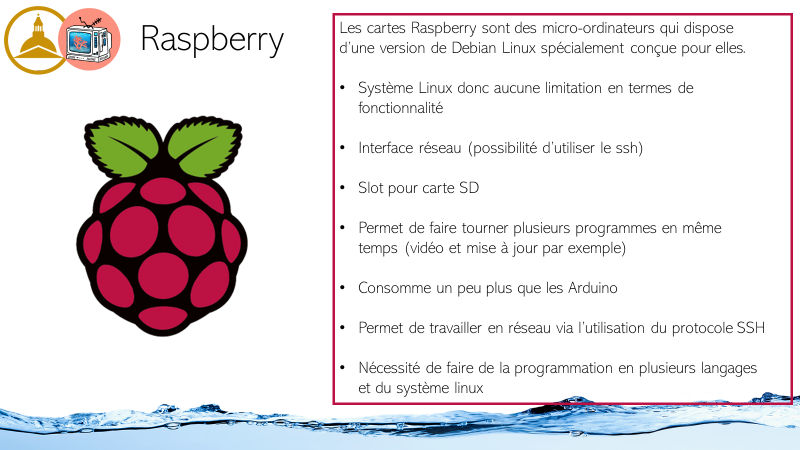 Raspberry
Les cartes Raspberry sont des micro-ordinateurs qui dispose
d'une version de Debian Linux spécialement conçue pour elles.
• Système Linux donc aucune limitation en termes de
fonctionnalité
• Interface réseau (possibilité d'utiliser le ssh)
• Slot pour carte SD
• Permet de faire tourner plusieurs programmes en même
temps (vidéo et mise à jour par exemple)
• Consomme un peu plus que les Arduino
• Permet de travailler en réseau via l'utilisation du protocole SSH
• Nécessité de faire de la programmation en plusieurs langages
et du système linux